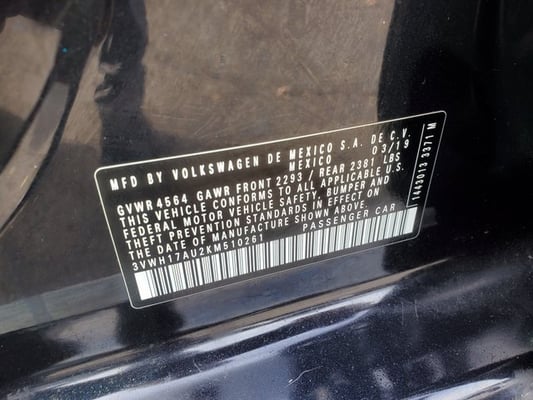 MFD BY VOLKSWAGEN DE MEXICO S.A. DE C.V.
MEXICO 03/19
GVWR 4564 GAWR FRONT 2293 / REAR 2381 LBS
THIS VEHICLE CONFORMS TO ALL APPLICABLE U.S.
FEDERAL MOTOR VEHICLE SAFETY, BUMPER AND
THEFT PREVENTION STANDARDS IN EFFECT ON
THE DATE OF MANUFACTURE SHOWN ABOVE.
3VWH17AU2KM510261 PASSENGER CAR
1445013 3371 M